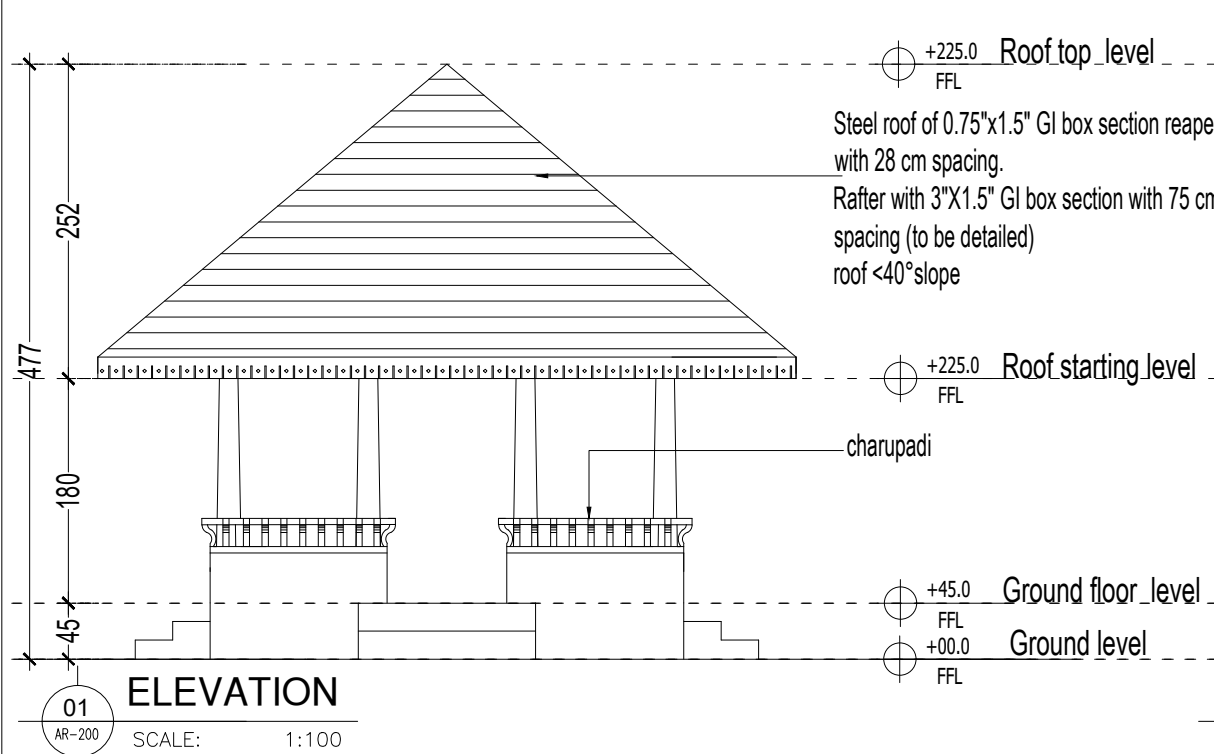 +225.0 Roof top level
FFL
Steel roof of 0.75"x1.5" GI box section reape
with 28 cm spacing.
Rafter with 3"X1.5" GI box section with 75 cm
spacing (to be detailed)
roof <40°slope
252
477
+225.0 Roof starting level
FFL
charupadi
180
+45.0 Ground floor level
FFL
45
+00.0 Ground level
FFL
01
AR-200
ELEVATION
SCALE: 1:100